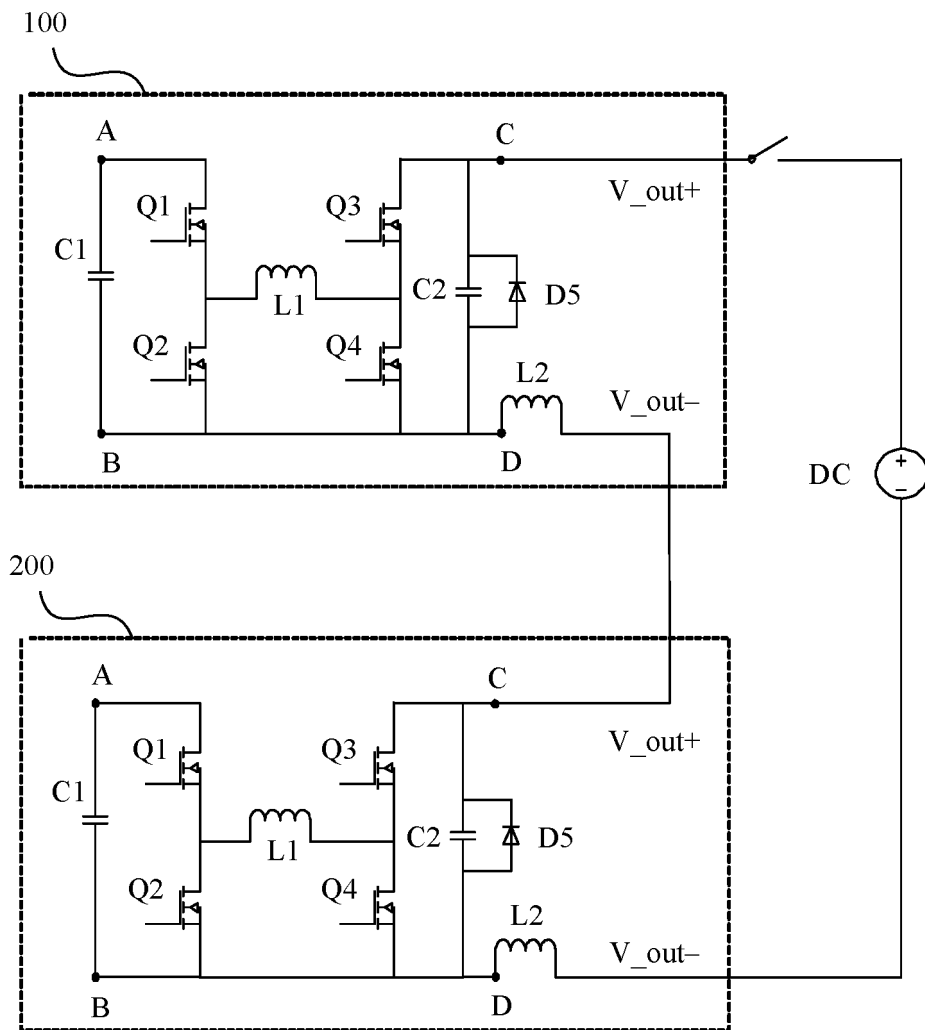 100
A
C
Q1
Q3
V_out+
C1
C2
D5
L1
Q2
Q4
L2
V_out–
B
D
DC
+
–
200
A
C
Q1
Q3
V_out+
C1
C2
D5
L1
Q2
Q4
L2
V_out–
B
D